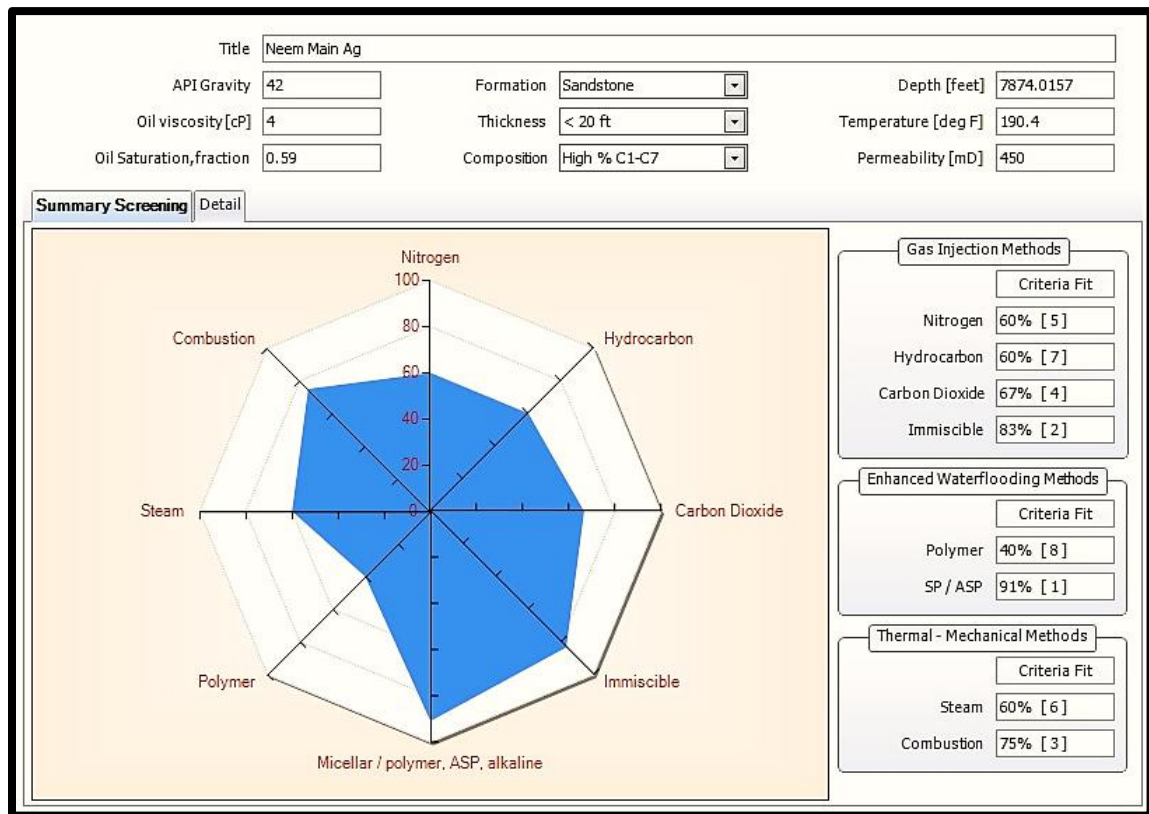 Title Neem Main Ag
API Gravity 42 Formation Sandstone Depth [feet] 7874.0157
Oil viscosity[cP] 4 Thickness < 20 ft Temperature [deg F] 190.4
Oil Saturation,fraction 0.59 Composition High % C1-C7 Permeability [mD] 450
Summary Screening Detail
Nitrogen
100
80
60
40
20
0
Hydrocarbon
Carbon Dioxide
Immiscible
Micellar / polymer, ASP, alkaline
Polymer
Steam
Combustion
Gas Injection Methods
Criteria Fit
Nitrogen 60% [5]
Hydrocarbon 60% [7]
Carbon Dioxide 67% [4]
Immiscible 83% [2]
Enhanced Waterflooding Methods
Criteria Fit
Polymer 40% [8]
SP / ASP 91% [1]
Thermal - Mechanical Methods
Criteria Fit
Steam 60% [6]
Combustion 75% [3]